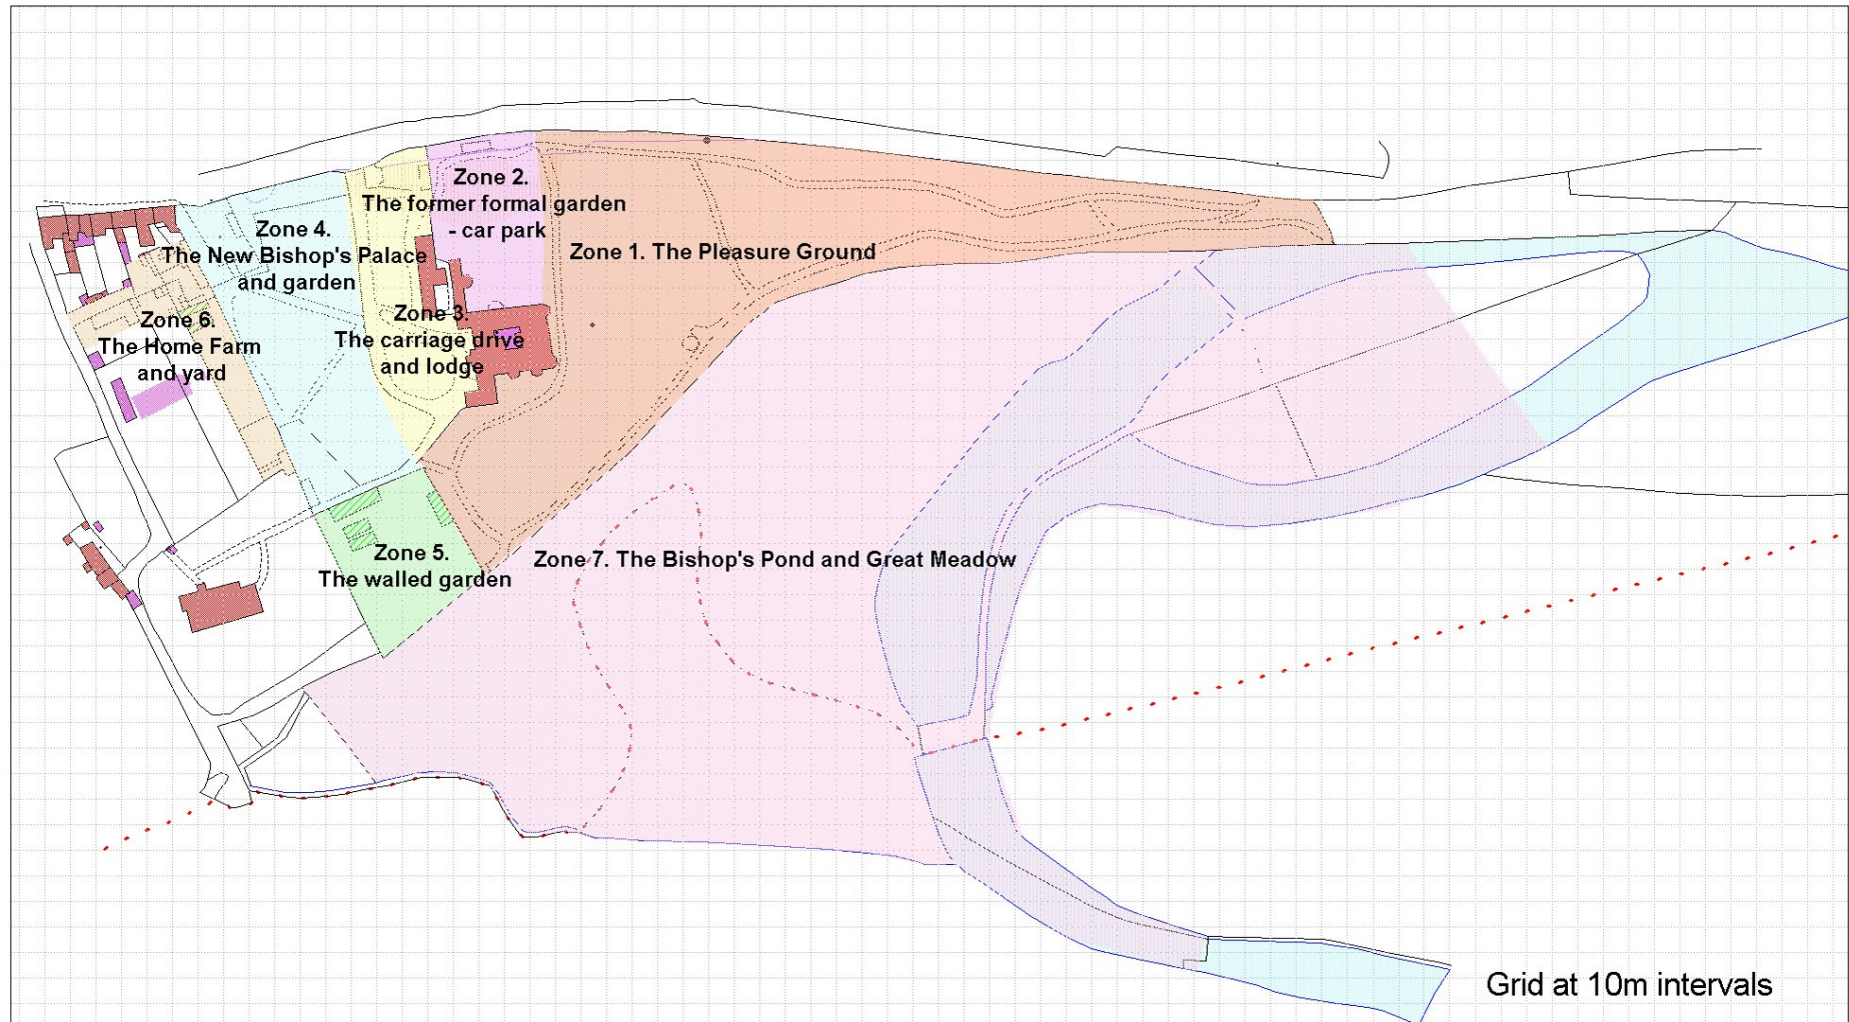 Zone 2.
The former formal garden
- car park
Zone 4.
The New Bishop's Palace
and garden
Zone 1. The Pleasure Ground
Zone 3.
The carriage drive
and lodge
Zone 6.
The Home Farm
and yard
Zone 5.
The walled garden
Zone 7. The Bishop's Pond and Great Meadow
Grid at 10m intervals